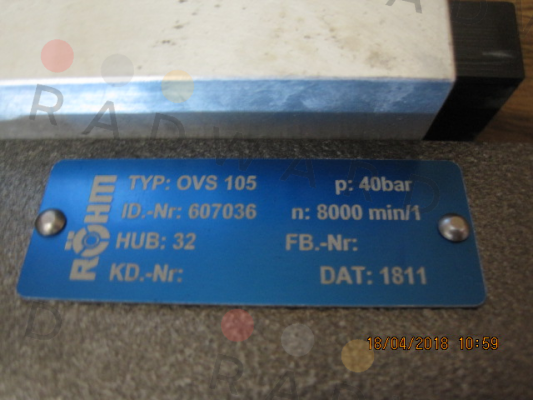 RÖHM
TYP: OVS 105 p: 40bar
ID.-Nr: 607036 n: 8000 min/1
HUB: 32 FB.-Nr:
KD.-Nr: DAT: 1811
18/04/2018 10:59